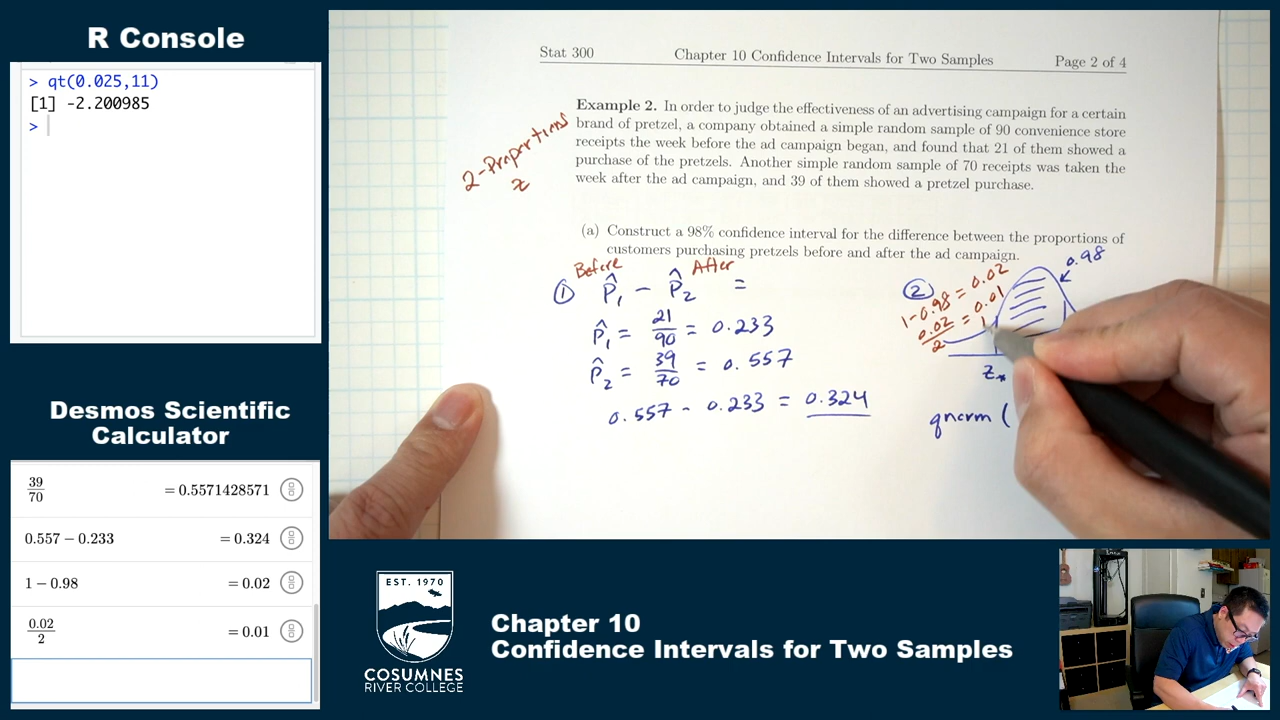 R Console
> qt(0.025,11)
[1] -2.200985
>
Desmos Scientific
Calculator
39/70 = 0.5571428571
0.557 − 0.233 = 0.324
1 − 0.98 = 0.02
0.02/2 = 0.01
Stat 300 Chapter 10 Confidence Intervals for Two Samples Page 2 of 4
2-Proportions
z
Example 2. In order to judge the effectiveness of an advertising campaign for a certain
brand of pretzel, a company obtained a simple random sample of 90 convenience store
receipts the week before the ad campaign began, and found that 21 of them showed a
purchase of the pretzels. Another simple random sample of 70 receipts was taken the
week after the ad campaign, and 39 of them showed a pretzel purchase.
(a) Construct a 98% confidence interval for the difference between the proportions of
customers purchasing pretzels before and after the ad campaign.
Before After
① p̂₁ − p̂₂ =
p̂₁ = 21/90 = 0.233
p̂₂ = 39/70 = 0.557
0.557 - 0.233 = 0.324
② 0.98
1-0.98 = 0.02
0.02/2 = 0.01
z*
qnorm (
EST. 1970
COSUMNES
RIVER COLLEGE
Chapter 10
Confidence Intervals for Two Samples